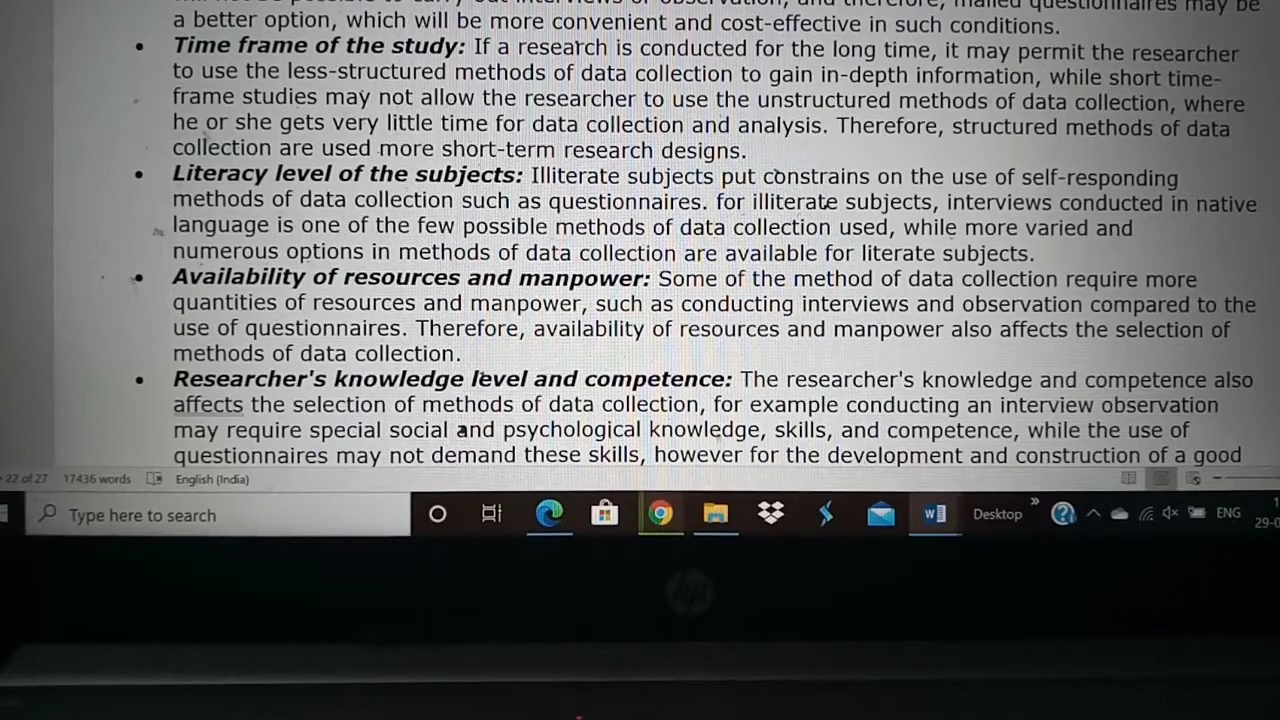 a better option, which will be more convenient and cost-effective in such conditions.
• Time frame of the study: If a research is conducted for the long time, it may permit the researcher
to use the less-structured methods of data collection to gain in-depth information, while short time-
frame studies may not allow the researcher to use the unstructured methods of data collection, where
he or she gets very little time for data collection and analysis. Therefore, structured methods of data
collection are used more short-term research designs.
• Literacy level of the subjects: Illiterate subjects put constrains on the use of self-responding
methods of data collection such as questionnaires. for illiterate subjects, interviews conducted in native
language is one of the few possible methods of data collection used, while more varied and
numerous options in methods of data collection are available for literate subjects.
• Availability of resources and manpower: Some of the method of data collection require more
quantities of resources and manpower, such as conducting interviews and observation compared to the
use of questionnaires. Therefore, availability of resources and manpower also affects the selection of
methods of data collection.
• Researcher's knowledge level and competence: The researcher's knowledge and competence also
affects the selection of methods of data collection, for example conducting an interview observation
may require special social and psychological knowledge, skills, and competence, while the use of
questionnaires may not demand these skills, however for the development and construction of a good
22 of 27 17436 words English (India)
Type here to search Desktop ENG
hp